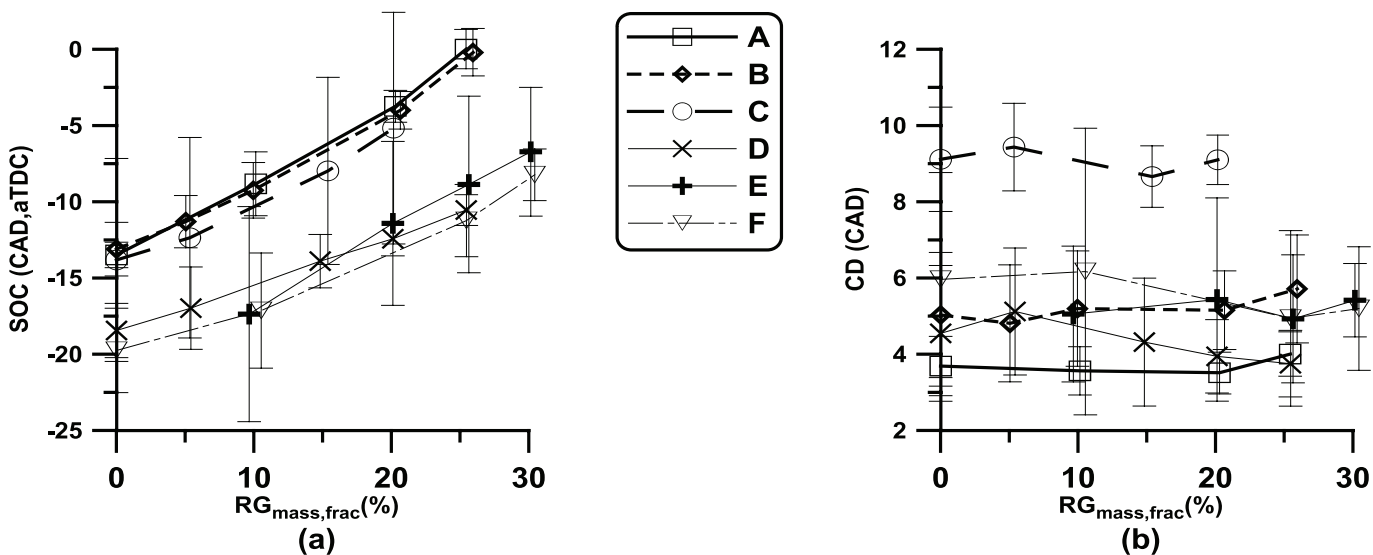 0
-5
-10
-15
-20
-25
SOC (CAD,aTDC)
0 10 20 30
RGmass,frac(%)
(a)
A
B
C
D
E
F
12
10
8
6
4
2
CD (CAD)
0 10 20 30
RGmass,frac(%)
(b)